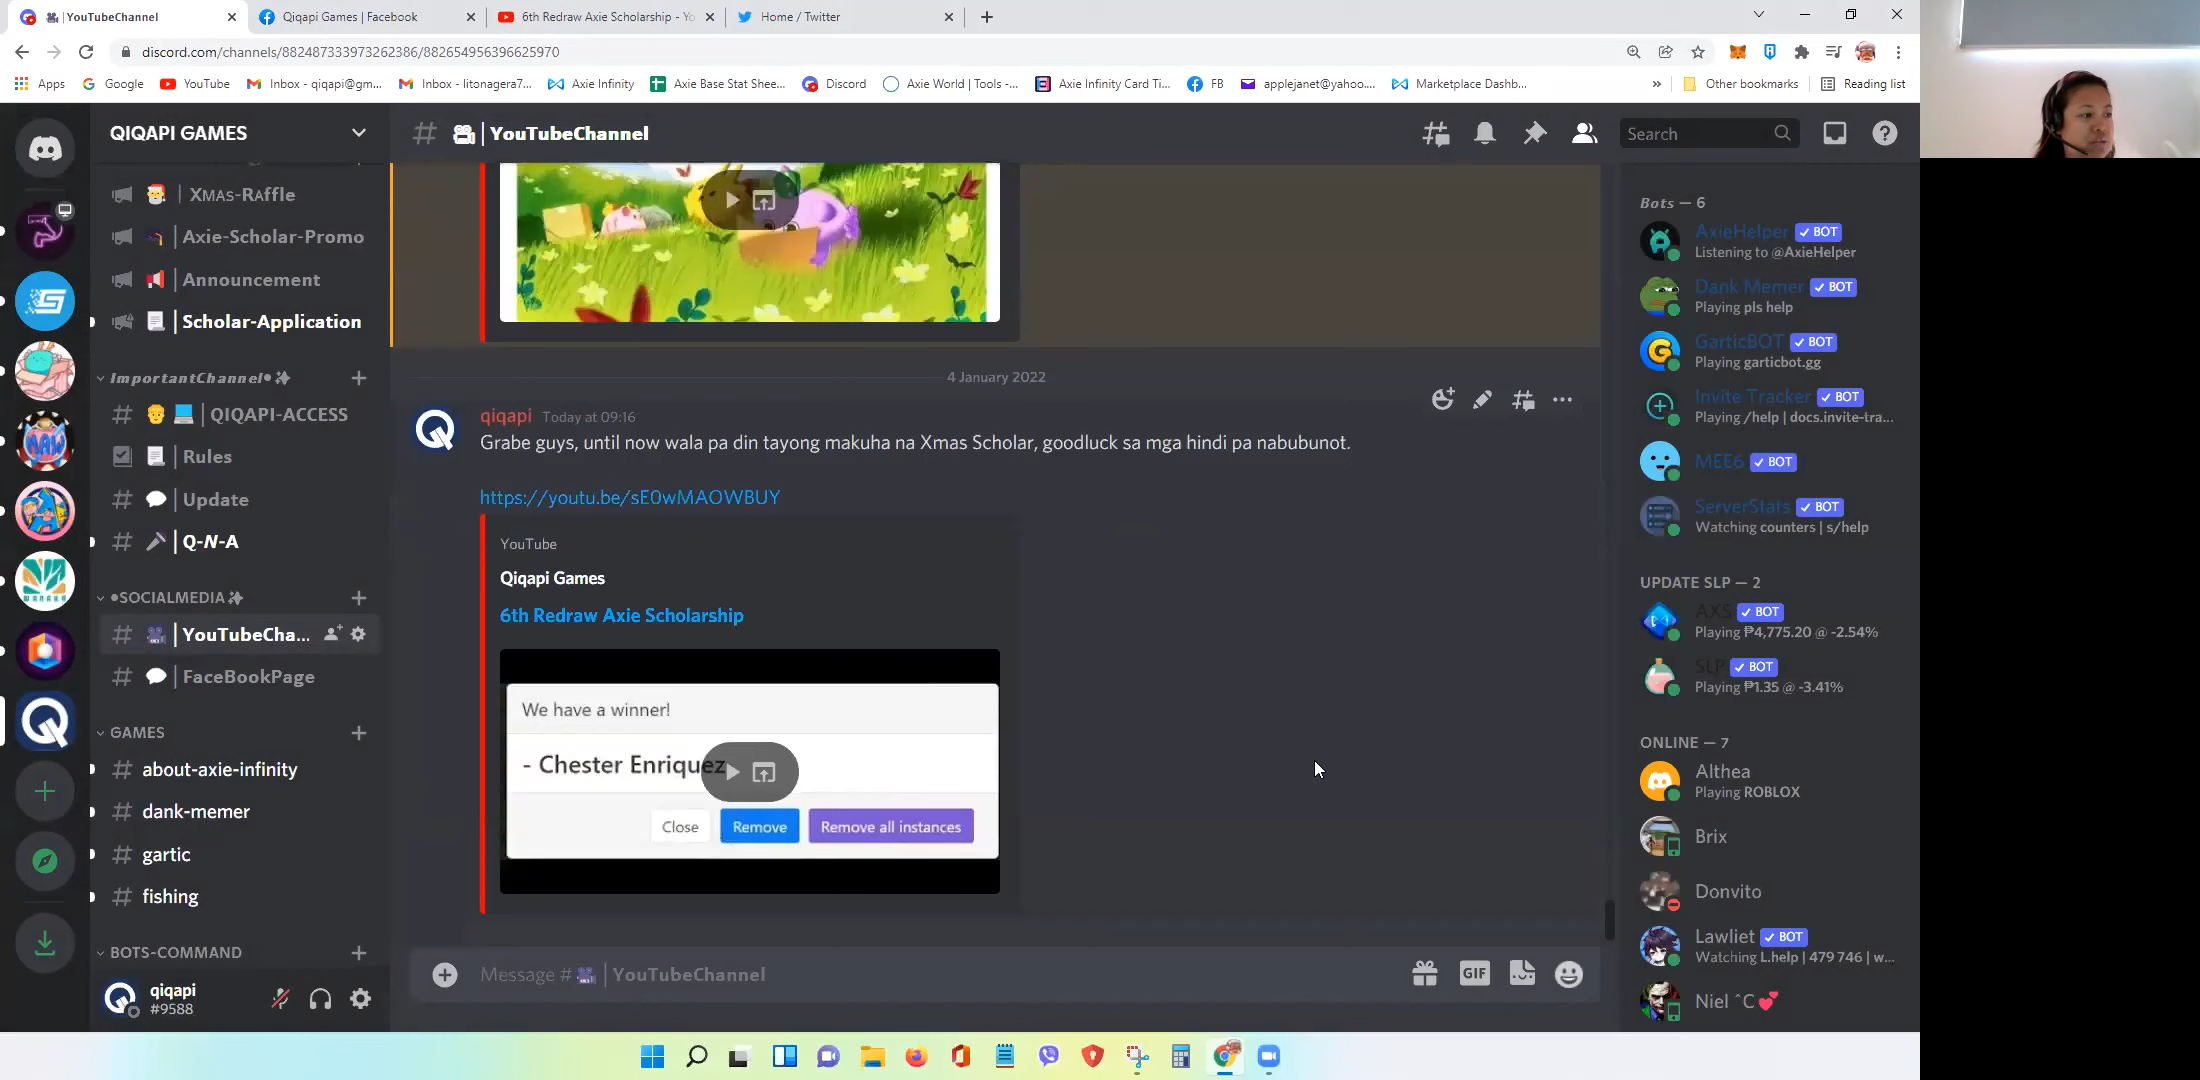 YouTubeChannel
Qiqapi Games | Facebook
6th Redraw Axie Scholarship - Yo
Home / Twitter
discord.com/channels/882487333973262386/882654956396625970
Apps
Google
YouTube
Inbox - qiqapi@gm...
Inbox - litonagera7...
Axie Infinity
Axie Base Stat Shee...
Discord
Axie World | Tools -...
Axie Infinity Card Ti...
FB
applejanet@yahoo....
Marketplace Dashb...
»
Other bookmarks
Reading list
QIQAPI GAMES
| XMAS-RAFFLE
| Axie-Scholar-Promo
| Announcement
| Scholar-Application
ImportantChannel
| QIQAPI-ACCESS
| Rules
| Update
| Q-N-A
•SOCIALMEDIA
| YouTubeCha...
| FaceBookPage
GAMES
about-axie-infinity
dank-memer
gartic
fishing
BOTS-COMMAND
qiqapi
#9588
| YouTubeChannel
Search
4 January 2022
qiqapi Today at 09:16
Grabe guys, until now wala pa din tayong makuha na Xmas Scholar, goodluck sa mga hindi pa nabubunot.
https://youtu.be/sE0wMAOWBUY
YouTube
Qiqapi Games
6th Redraw Axie Scholarship
We have a winner!
- Chester Enriquez
Close
Remove
Remove all instances
Message # | YouTubeChannel
GIF
Bots — 6
AxieHelper ✓ BOT
Listening to @AxieHelper
Dank Memer ✓ BOT
Playing pls help
GarticBOT ✓ BOT
Playing garticbot.gg
Invite Tracker ✓ BOT
Playing /help | docs.invite-tra...
MEE6 ✓ BOT
ServerStats ✓ BOT
Watching counters | s/help
UPDATE SLP — 2
AXS ✓ BOT
Playing ₱4,775.20 @ -2.54%
SLP ✓ BOT
Playing ₱1.35 @ -3.41%
ONLINE — 7
Althea
Playing ROBLOX
Brix
Donvito
Lawliet ✓ BOT
Watching L.help | 479 746 | w...
Niel ^C